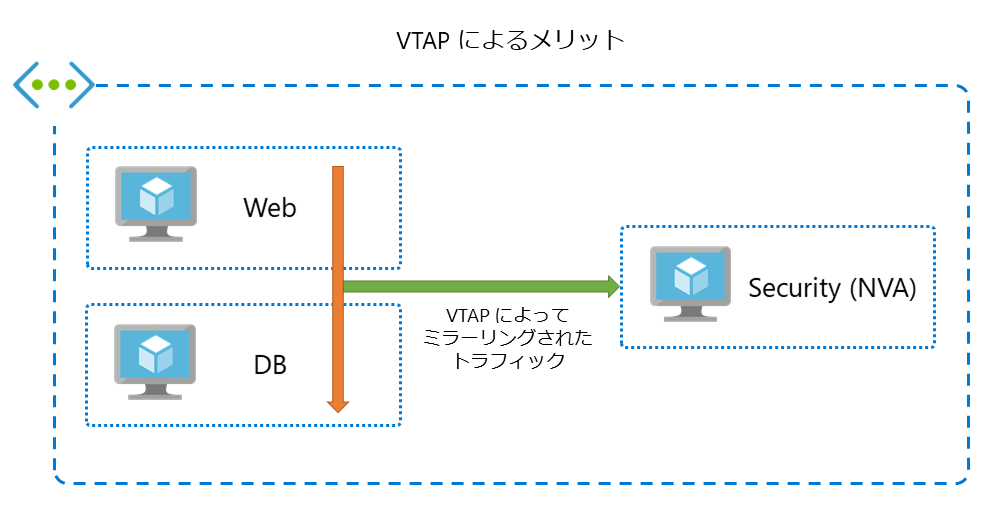 VTAP によるメリット
Web
DB
VTAP によって
ミラーリングされた
トラフィック
Security (NVA)